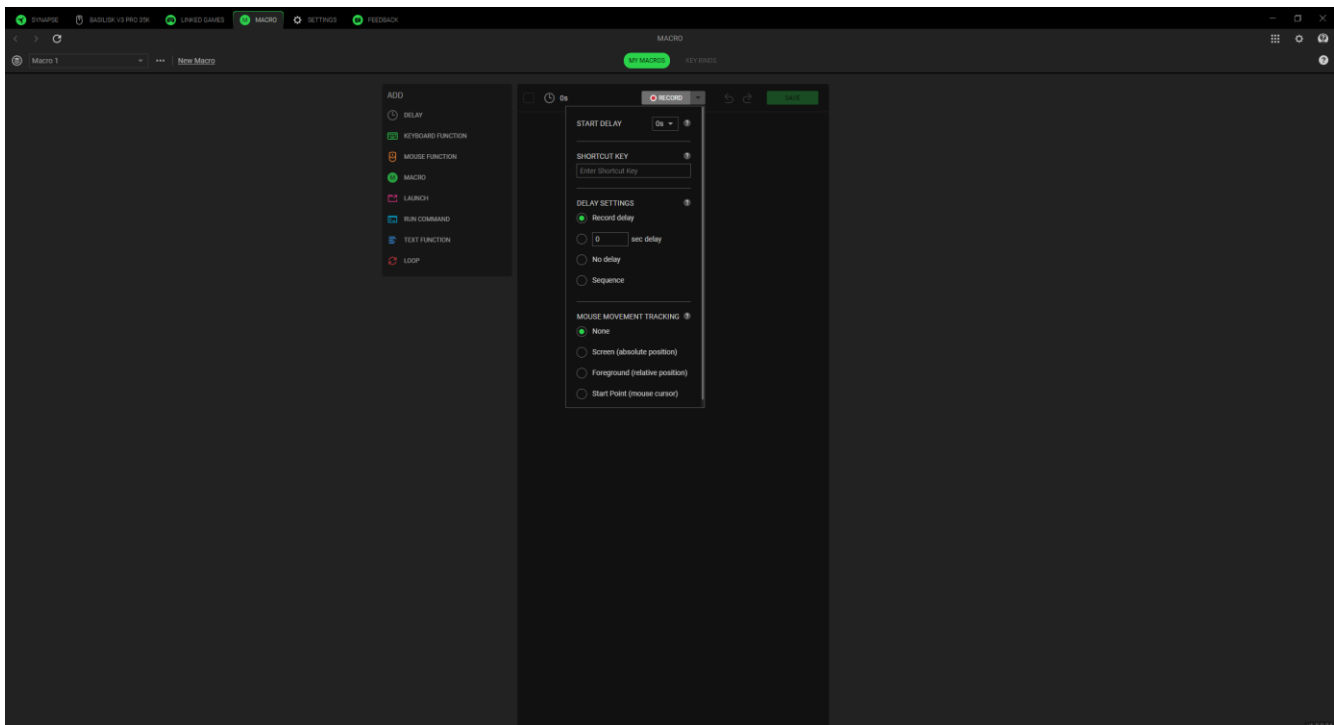 SYNAPSE BASILISK V3 PRO 35K LINKED GAMES MACRO SETTINGS FEEDBACK
MACRO
Macro 1 New Macro MY MACROS KEY BINDS
ADD
DELAY
KEYBOARD FUNCTION
MOUSE FUNCTION
MACRO
LAUNCH
RUN COMMAND
TEXT FUNCTION
LOOP
0s RECORD SAVE
START DELAY 0s
SHORTCUT KEY
Enter Shortcut Key
DELAY SETTINGS
Record delay
0 sec delay
No delay
Sequence
MOUSE MOVEMENT TRACKING
None
Screen (absolute position)
Foreground (relative position)
Start Point (mouse cursor)